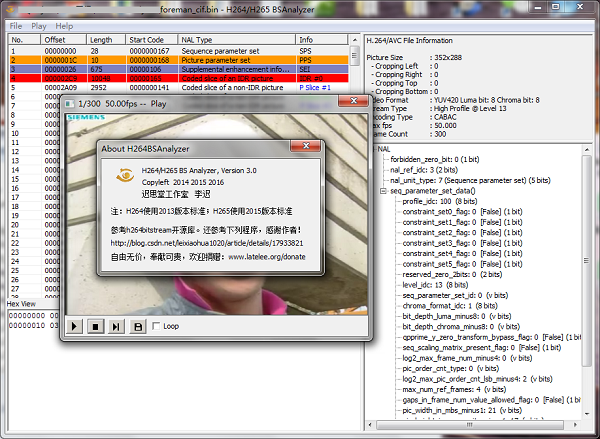 foreman_cif.bin - H264/H265 BSAnalyzer
File Play Help
No. Offset Length Start Code NAL Type Info
1 00000000 28 0000000167 Sequence parameter set SPS
2 0000001C 10 0000000168 Picture parameter set PPS
3 00000026 675 0000000106 Supplemental enhancement info... SEI
4 000002C9 10048 0000000165 Coded slice of an IDR picture IDR #0
5 00002A09 2952 0000000141 Coded slice of a non-IDR picture P Slice #1
1/300 50.00fps -- Play
SIEMENS
About H264BSAnalyzer
H264/H265 BS Analyzer, Version 3.0
Copyleft 2014 2015 2016
迟思堂工作室 李迟
注：H264使用2013版本标准；H265使用2015版本标准
参考h264bitstream开源库。还参考下列程序，感谢作者！
http://blog.csdn.net/leixiaohua1020/article/details/17933821
自由无价，奉献可贵，欢迎捐赠：www.latelee.org/donate
Loop
Hex View
00000000 00
00000010 03
H.264/AVC File Information
Picture Size : 352x288
- Cropping Left : 0
- Cropping Right : 0
- Cropping Top : 0
- Cropping Bottom : 0
Video Format : YUV420 Luma bit: 8 Chroma bit: 8
Stream Type : High Profile @ Level 13
Encoding : CABAC
Max fps : 50.000
Frame Count : 300
NAL
forbidden_zero_bit: 0 (1 bit)
nal_ref_idc: 3 (2 bits)
nal_unit_type: 7 (Sequence parameter set) (5 bits)
seq_parameter_set_data()
profile_idc: 100 (8 bits)
constraint_set0_flag: 0 [False] (1 bit)
constraint_set1_flag: 0 [False] (1 bit)
constraint_set2_flag: 0 [False] (1 bit)
constraint_set3_flag: 0 [False] (1 bit)
constraint_set4_flag: 0 [False] (1 bit)
constraint_set5_flag: 0 [False] (1 bit)
reserved_zero_2bits: 0 (2 bits)
level_idc: 13 (8 bits)
seq_parameter_set_id: 0 (v bits)
chroma_format_idc: 1 (v bits)
bit_depth_luma_minus8: 0 (v bits)
bit_depth_chroma_minus8: 0 (v bits)
qpprime_y_zero_transform_bypass_flag: 0 [False] (1 bit)
seq_scaling_matrix_present_flag: 0 [False] (1 bit)
log2_max_frame_num_minus4: 0 (v bits)
pic_order_cnt_type: 0 (v bits)
log2_max_pic_order_cnt_lsb_minus4: 2 (v bits)
max_num_ref_frames: 4 (v bits)
gaps_in_frame_num_value_allowed_flag: 0 [False] (1 bit)
pic_width_in_mbs_minus1: 21 (v bits)